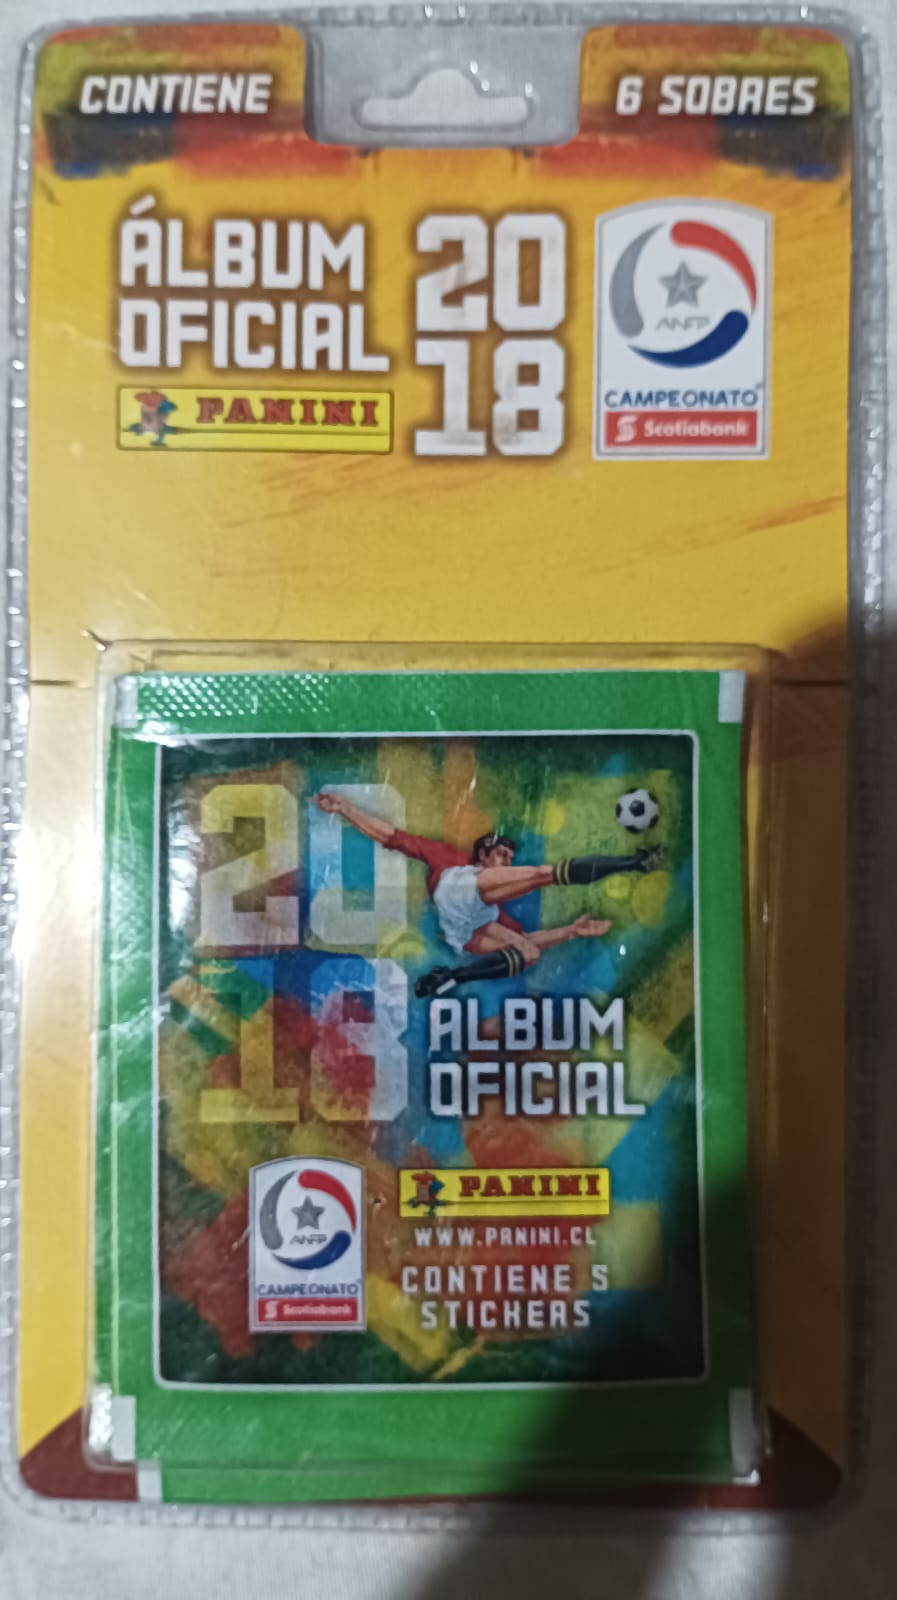 CONTIENE
6 SOBRES
ÁLBUM
OFICIAL
PANINI
20
18
ANFP
CAMPEONATO
Scotiabank
20
18
ÁLBUM
OFICIAL
PANINI
WWW.PANINI.CL
CONTIENE 5
STICKERS
ANFP
CAMPEONATO
Scotiabank